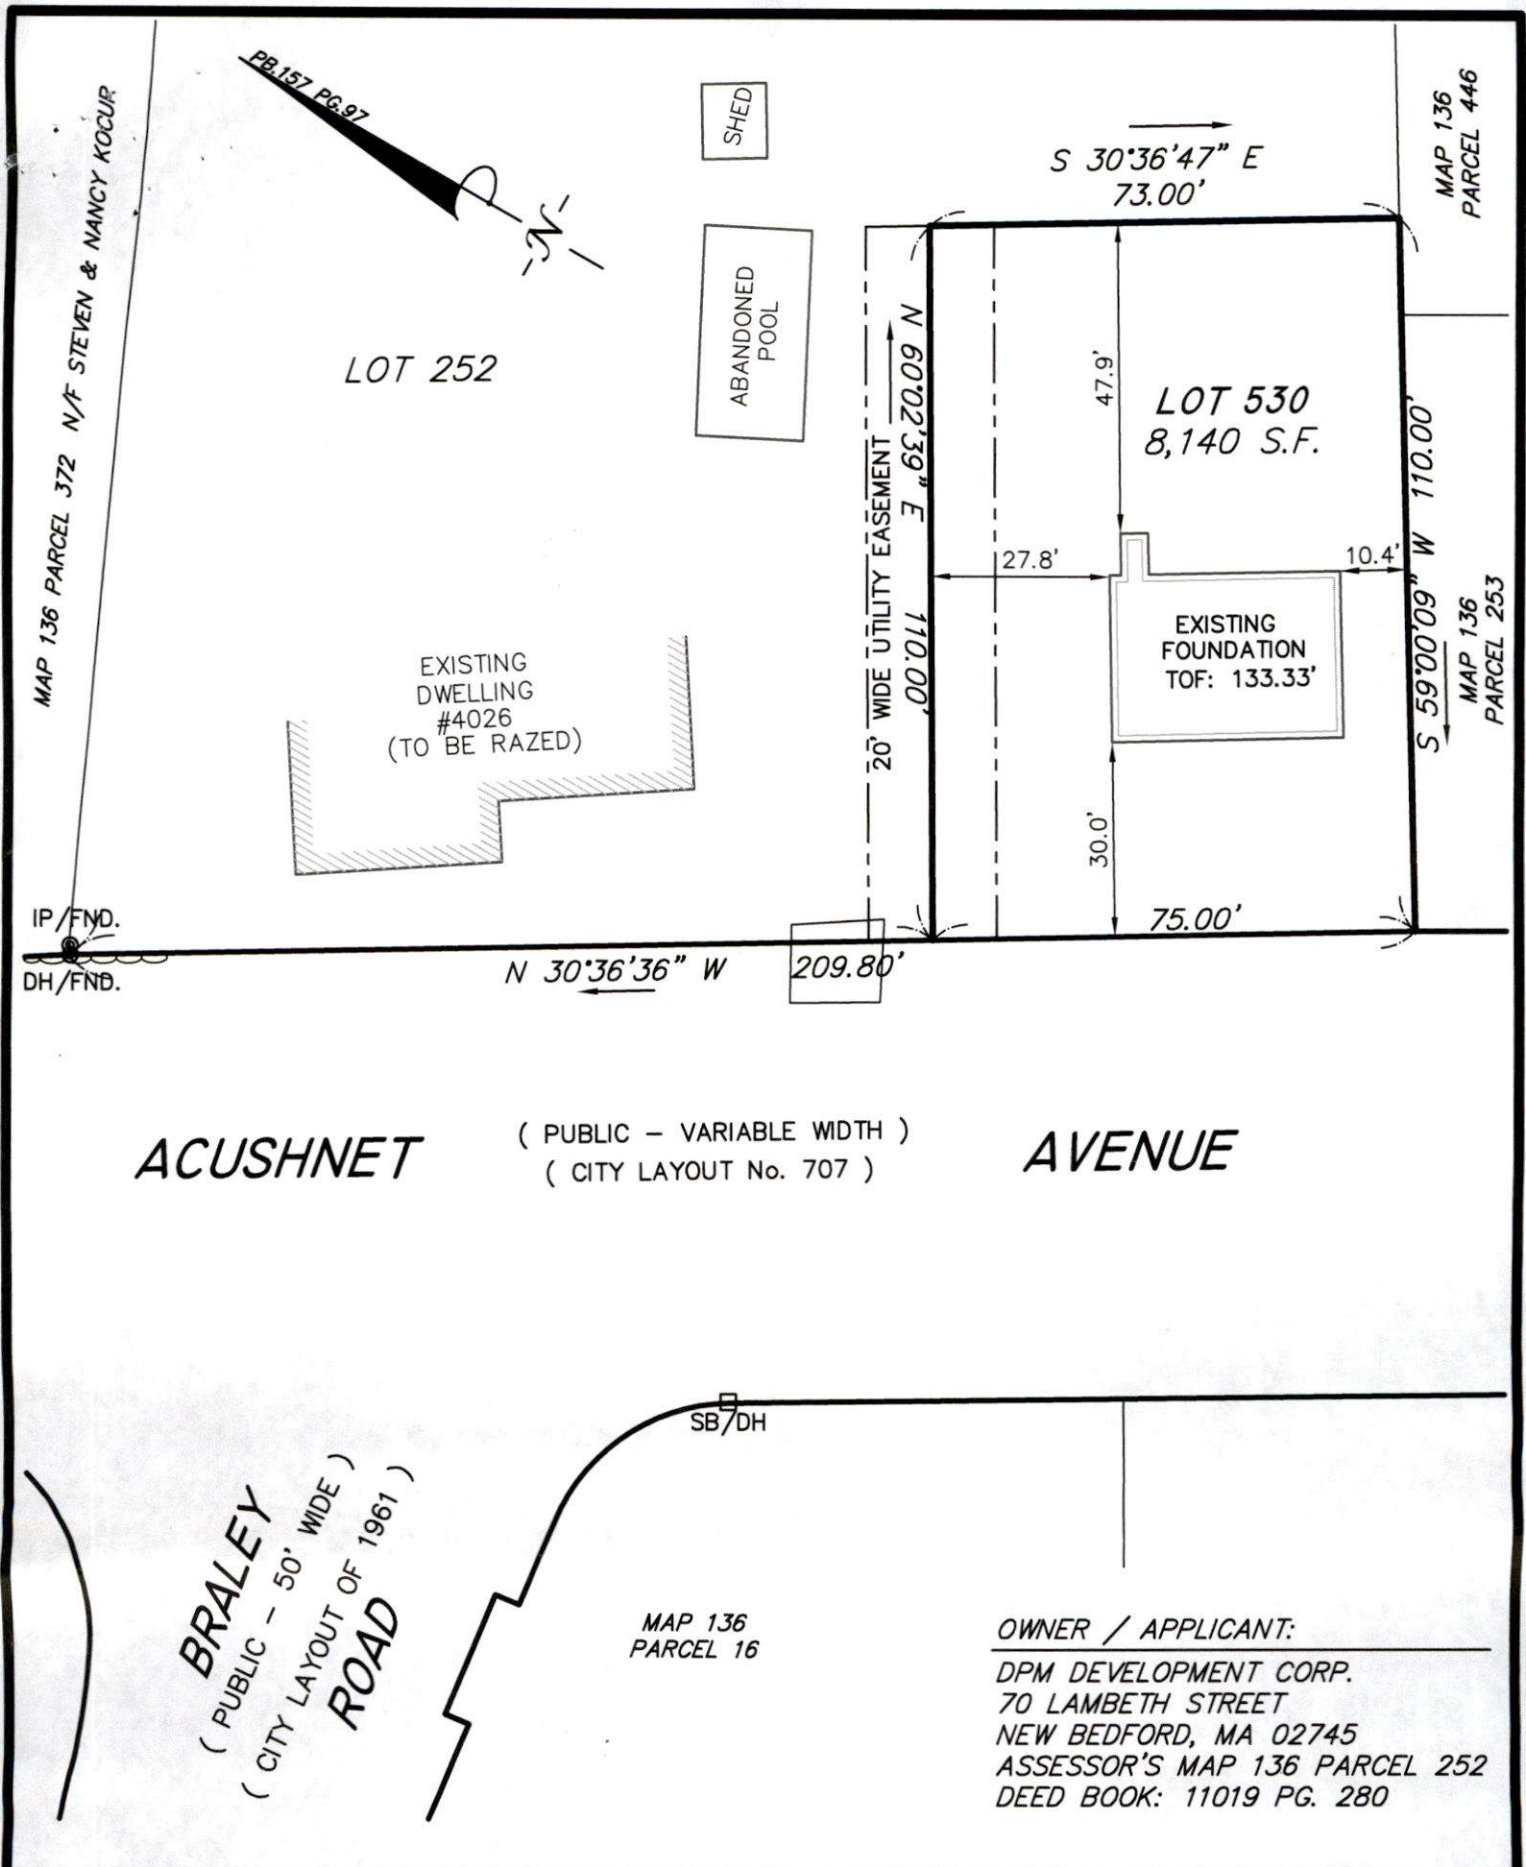 PB.157 PG.97
N
MAP 136 PARCEL 372 N/F STEVEN & NANCY KOCUR
SHED
S 30°36'47" E
73.00'
MAP 136
PARCEL 446
ABANDONED
POOL
LOT 252
20' WIDE UTILITY EASEMENT
N 60°02'39" E 110.00'
47.9'
LOT 530
8,140 S.F.
S 59°00'09" W 110.00'
27.8'
10.4'
EXISTING
FOUNDATION
TOF: 133.33'
MAP 136
PARCEL 253
EXISTING
DWELLING
#4026
(TO BE RAZED)
30.0'
75.00'
IP/FND.
DH/FND.
N 30°36'36" W 209.80'
ACUSHNET AVENUE
( PUBLIC – VARIABLE WIDTH )
( CITY LAYOUT No. 707 )
SB/DH
BRALEY
( PUBLIC – 50' WIDE )
( CITY LAYOUT OF 1961 )
ROAD
MAP 136
PARCEL 16
OWNER / APPLICANT:
DPM DEVELOPMENT CORP.
70 LAMBETH STREET
NEW BEDFORD, MA 02745
ASSESSOR'S MAP 136 PARCEL 252
DEED BOOK: 11019 PG. 280